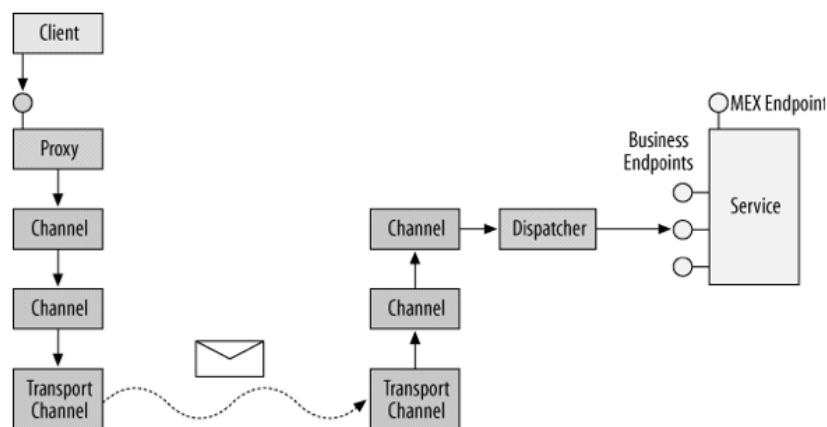 Client
MEX Endpoint
Proxy
Business
Endpoints
Service
Channel
Channel
Dispatcher
Channel
Channel
Transport
Channel
Transport
Channel